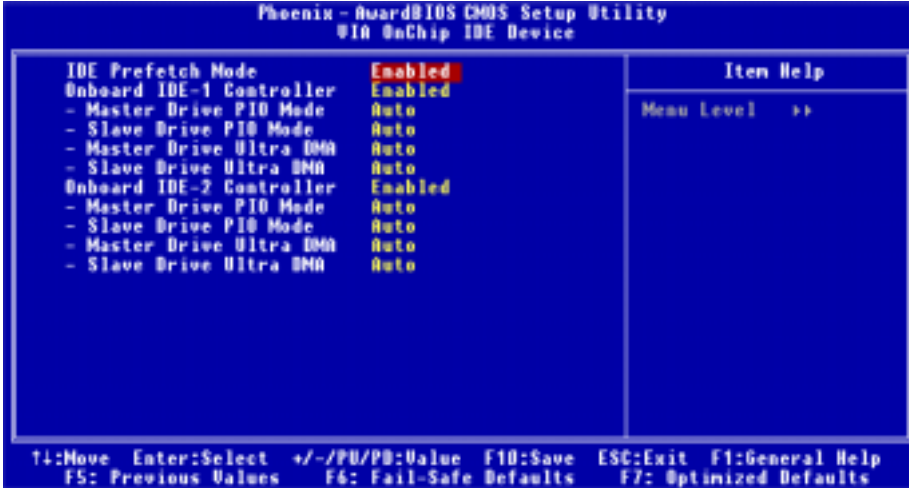 Phoenix - AwardBIOS CMOS Setup Utility
VIA OnChip IDE Device
IDE Prefetch Mode Enabled
Onboard IDE-1 Controller Enabled
- Master Drive PIO Mode Auto
- Slave Drive PIO Mode Auto
- Master Drive Ultra DMA Auto
- Slave Drive Ultra DMA Auto
Onboard IDE-2 Controller Enabled
- Master Drive PIO Mode Auto
- Slave Drive PIO Mode Auto
- Master Drive Ultra DMA Auto
- Slave Drive Ultra DMA Auto
Item Help
Menu Level ▸▸
↑↓:Move Enter:Select +/-/PU/PD:Value F10:Save ESC:Exit F1:General Help
F5: Previous Values F6: Fail-Safe Defaults F7: Optimized Defaults